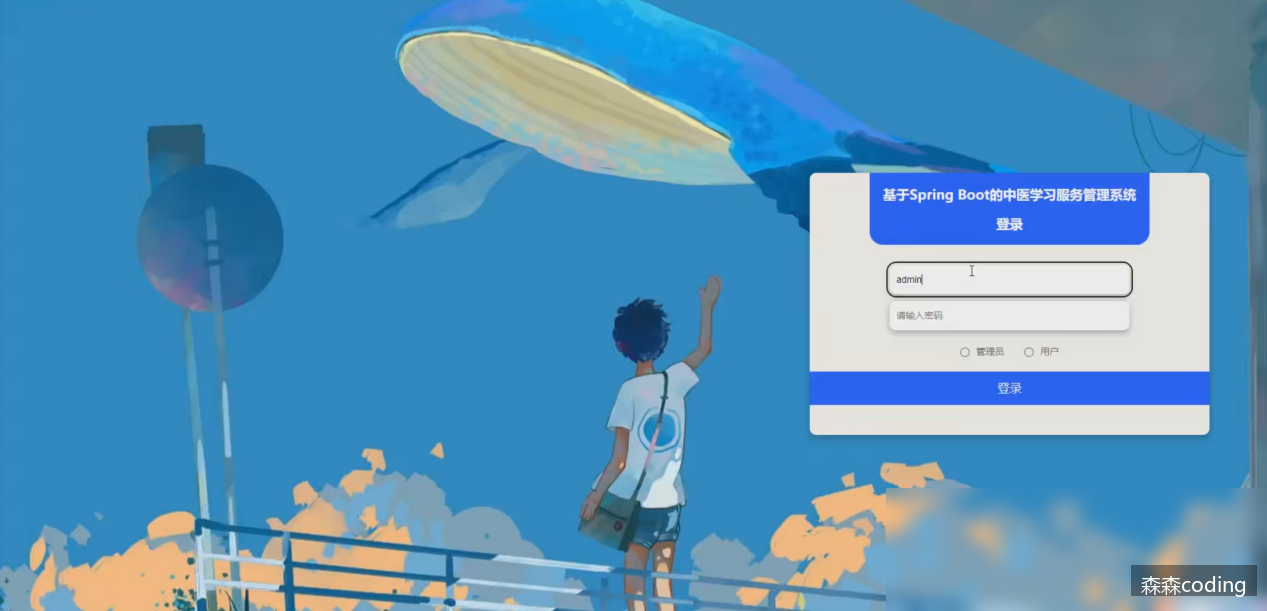 基于Spring Boot的中医学习服务管理系统
登录
admin
请输入密码
管理员 用户
登录
森森coding